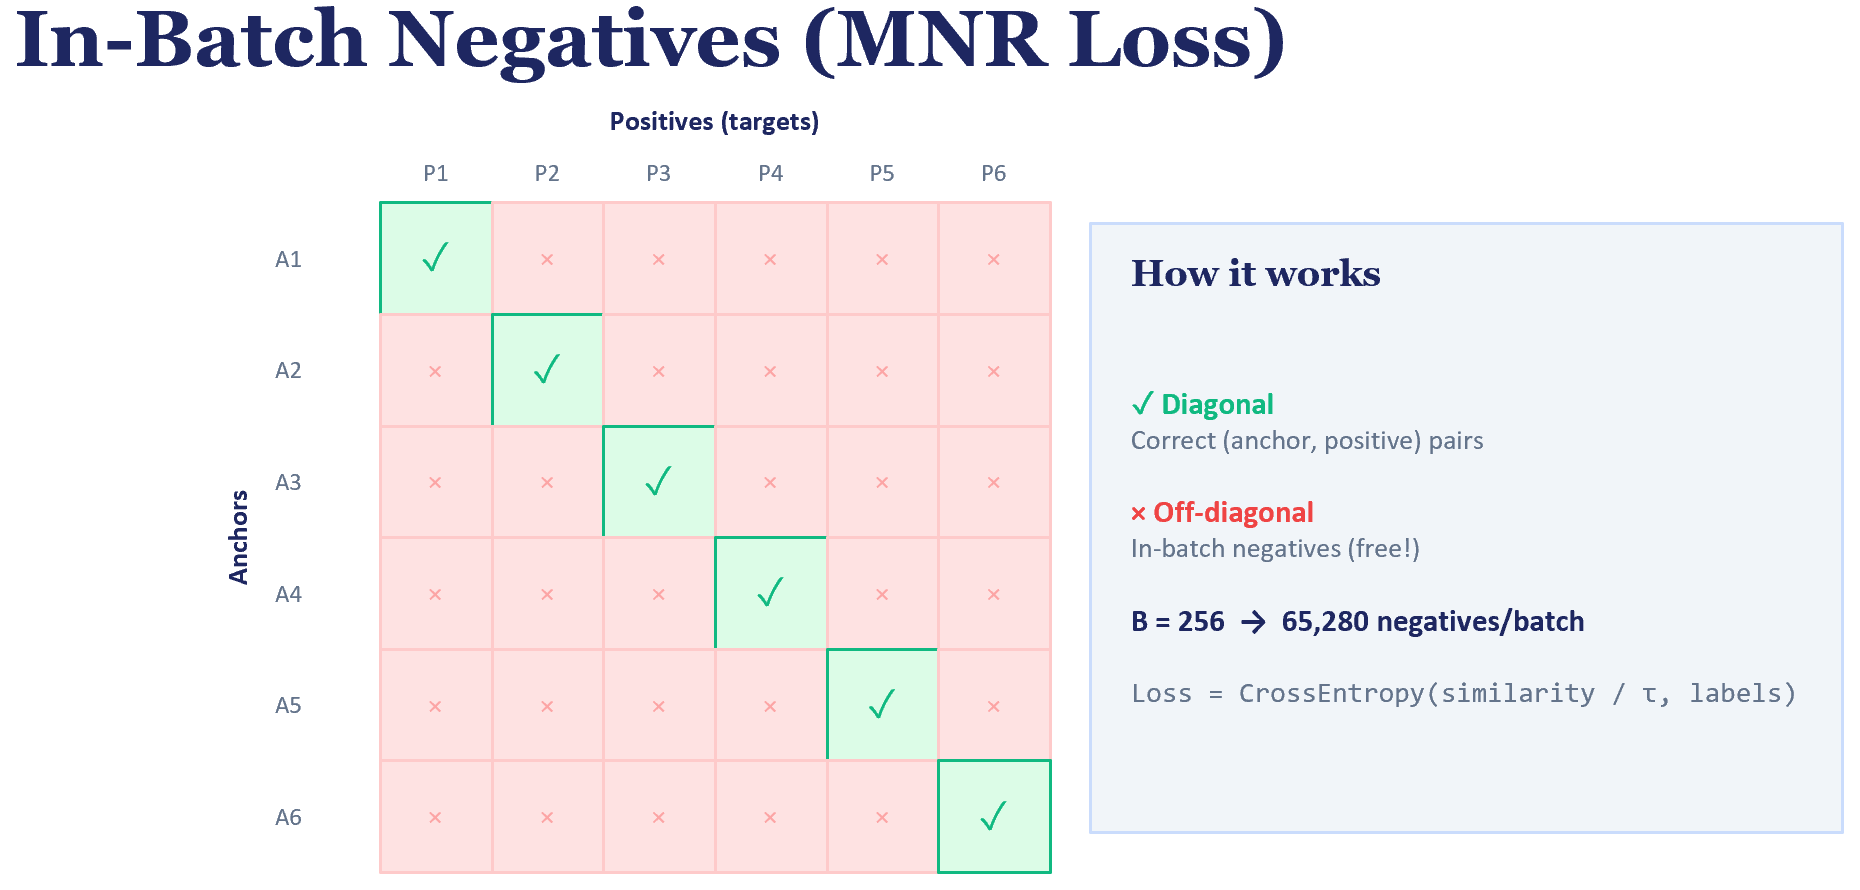 In-Batch Negatives (MNR Loss)
Positives (targets)
P1 P2 P3 P4 P5 P6
A1 ✓ × × × × ×
A2 × ✓ × × × ×
A3 × × ✓ × × ×
A4 × × × ✓ × ×
A5 × × × × ✓ ×
A6 × × × × × ✓
Anchors
How it works
✓ Diagonal
Correct (anchor, positive) pairs
× Off-diagonal
In-batch negatives (free!)
B = 256 → 65,280 negatives/batch
Loss = CrossEntropy(similarity / τ, labels)